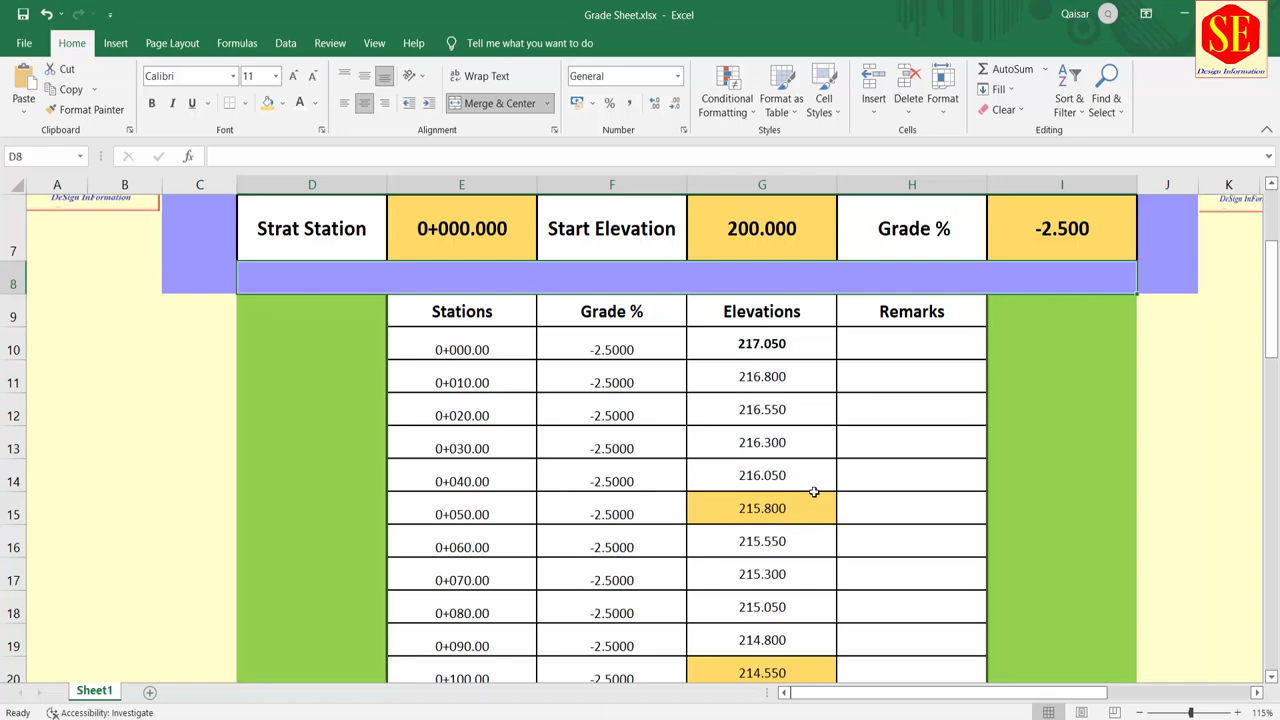 Grade Sheet.xlsx - Excel
Qaisar Q
SE
Design Information
File Home Insert Page Layout Formulas Data Review View Help Tell me what you want to do
Paste
Cut
Copy
Format Painter
Clipboard
Calibri 11
B I U
Font
Wrap Text
Merge & Center
Alignment
General
Number
Conditional Formatting
Format as Table
Cell Styles
Styles
Insert Delete Format
Cells
AutoSum
Fill
Clear
Sort & Filter
Find & Select
Editing
D8 fx
A B C D E F G H I J K
DeSign InFormation
7 Strat Station 0+000.000 Start Elevation 200.000 Grade % -2.500
8
9 Stations Grade % Elevations Remarks
10 0+000.00 -2.5000 217.050
11 0+010.00 -2.5000 216.800
12 0+020.00 -2.5000 216.550
13 0+030.00 -2.5000 216.300
14 0+040.00 -2.5000 216.050
15 0+050.00 -2.5000 215.800
16 0+060.00 -2.5000 215.550
17 0+070.00 -2.5000 215.300
18 0+080.00 -2.5000 215.050
19 0+090.00 -2.5000 214.800
20 0+100.00 -2.5000 214.550
Sheet1
Ready Accessibility: Investigate 115%